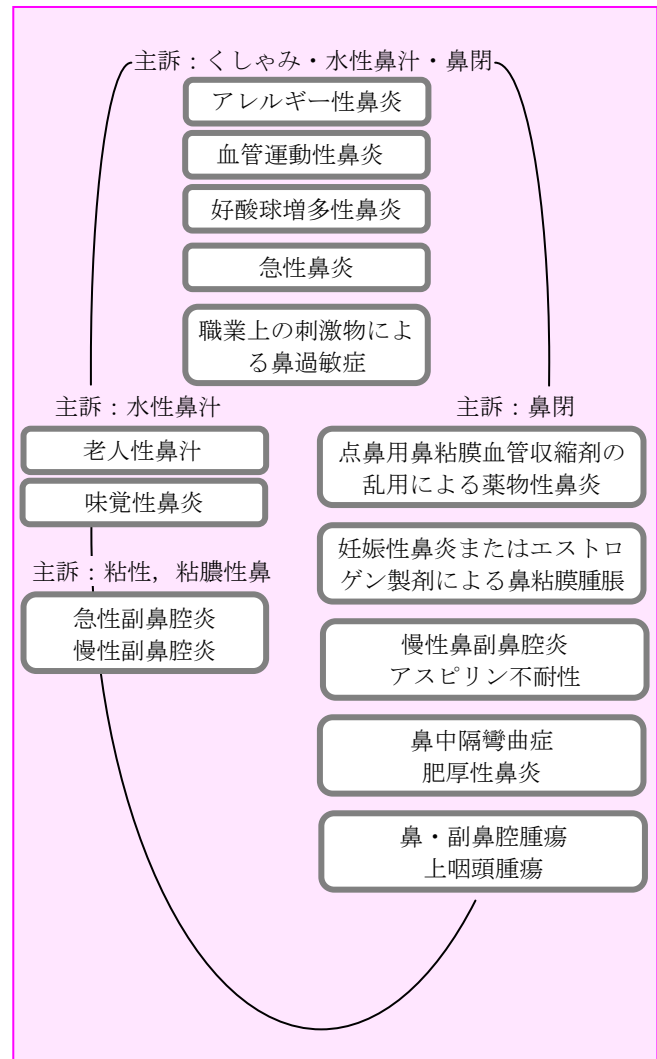 主訴：くしゃみ・水性鼻汁・鼻閉
アレルギー性鼻炎
血管運動性鼻炎
好酸球増多性鼻炎
急性鼻炎
職業上の刺激物によ
る鼻過敏症
主訴：水性鼻汁
老人性鼻汁
味覚性鼻炎
主訴：粘性，粘膿性鼻
急性副鼻腔炎
慢性副鼻腔炎
主訴：鼻閉
点鼻用鼻粘膜血管収縮剤の
乱用による薬物性鼻炎
妊娠性鼻炎またはエストロ
ゲン製剤による鼻粘膜腫脹
慢性鼻副鼻腔炎
アスピリン不耐性
鼻中隔彎曲症
肥厚性鼻炎
鼻・副鼻腔腫瘍
上咽頭腫瘍